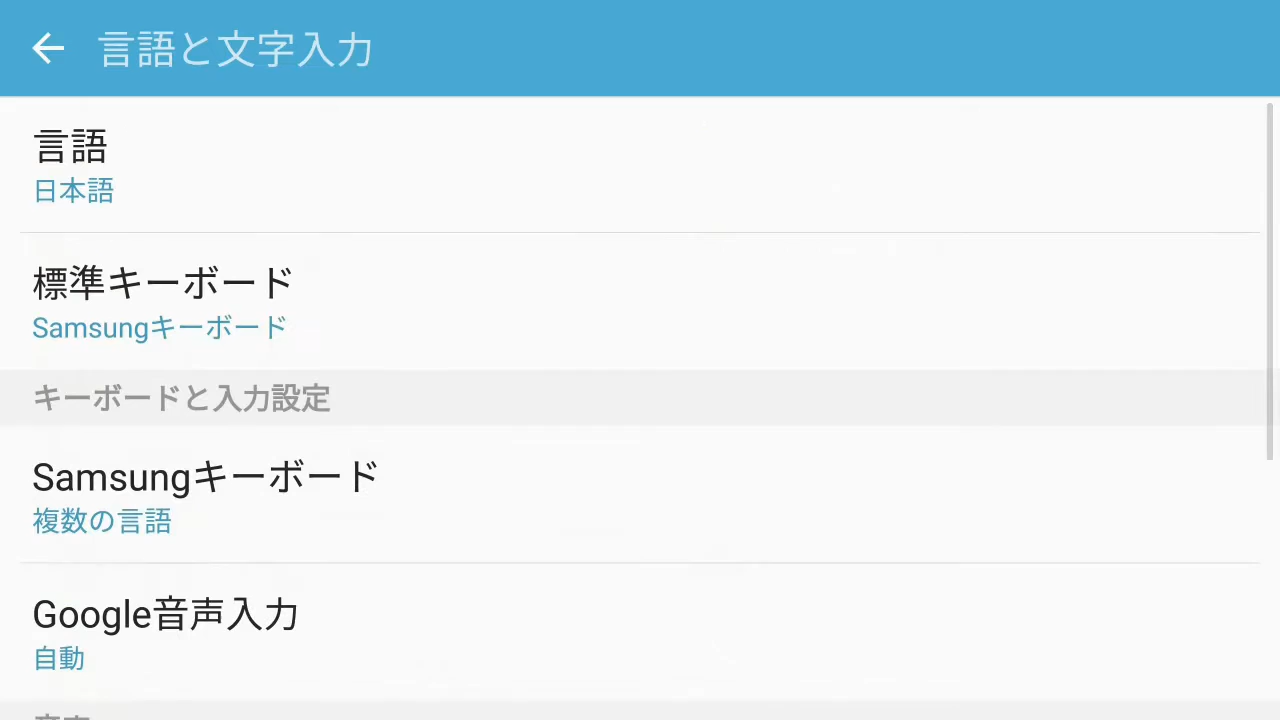 言語と文字入力
言語
日本語
標準キーボード
Samsungキーボード
キーボードと入力設定
Samsungキーボード
複数の言語
Google音声入力
自動